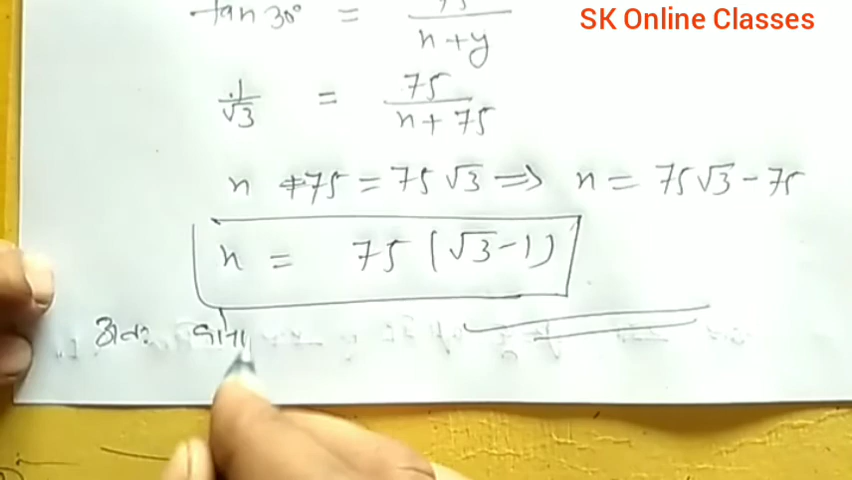 SK Online Classes
tan 30° = 75/(x+y)
1/√3 = 75/(x+75)
x + 75 = 75√3 ⇒ x = 75√3 - 75
x = 75(√3-1)
अतः